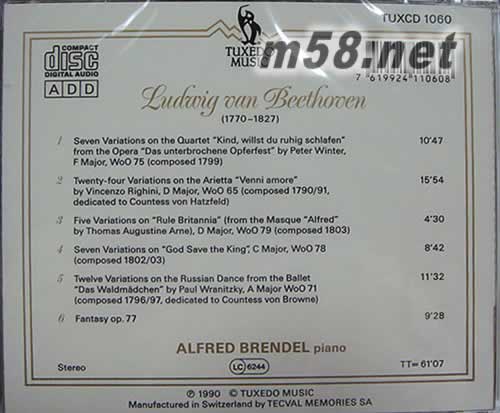 TUXCD 1060
COMPACT
disc
DIGITAL AUDIO
A D D
TUXEDO
MUSIC
m58.net
7 619924 110608
Ludwig van Beethoven
(1770-1827)
1 Seven Variations on the Quartet "Kind, willst du ruhig schlafen" 10'47
from the Opera "Das unterbrochene Opferfest" by Peter Winter,
F Major, WoO 75 (composed 1799)
2 Twenty-four Variations on the Arietta "Venni amore" 15'54
by Vincenzo Righini, D Major, WoO 65 (composed 1790/91,
dedicated to Countess von Hatzfeld)
3 Five Variations on "Rule Britannia" (from the Masque "Alfred" 4'30
by Thomas Augustine Arne), D Major, WoO 79 (composed 1803)
4 Seven Variations on "God Save the King", C Major, WoO 78 8'42
(composed 1802/03)
5 Twelve Variations on the Russian Dance from the Ballet 11'32
"Das Waldmädchen" by Paul Wranitzky, A Major WoO 71
(composed 1796/97, dedicated to Countess von Browne)
6 Fantasy op. 77 9'28
ALFRED BRENDEL piano
Stereo LC 6244 TT= 61'07
℗ 1990 © TUXEDO MUSIC
Manufactured in Switzerland by TECVAL MEMORIES SA